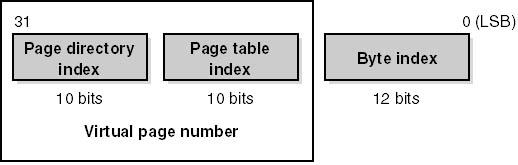 31 0 (LSB)
Page directory Page table Byte index
index index
10 bits 10 bits 12 bits
Virtual page number